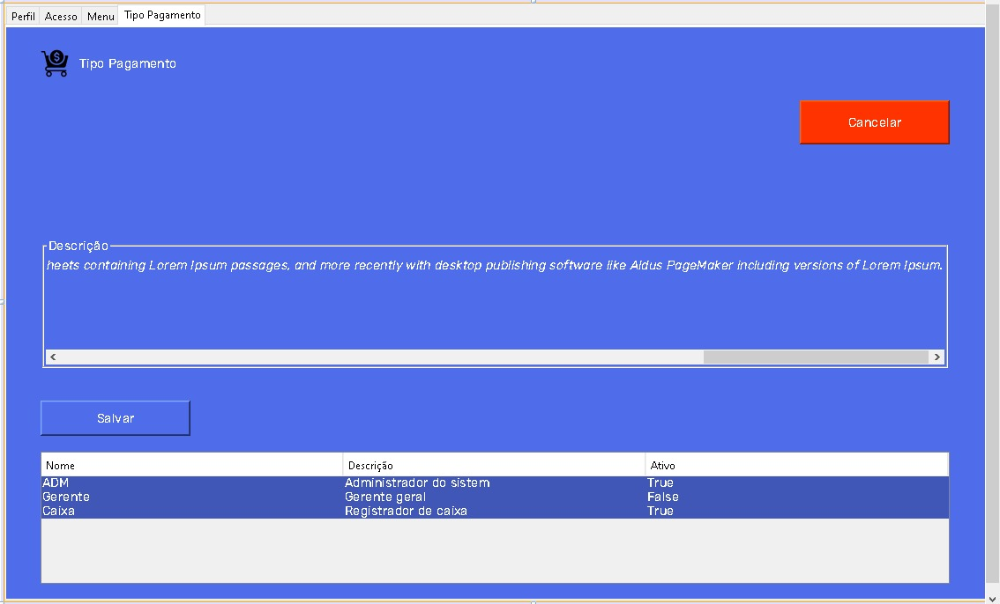 Perfil Acesso Menu Tipo Pagamento
Tipo Pagamento
Cancelar
Descrição
heets containing Lorem Ipsum passages, and more recently with desktop publishing software like Aldus PageMaker including versions of Lorem Ipsum.
Salvar
Nome Descrição Ativo
ADM Administrador do sistem True
Gerente Gerente geral False
Caixa Registrador de caixa True